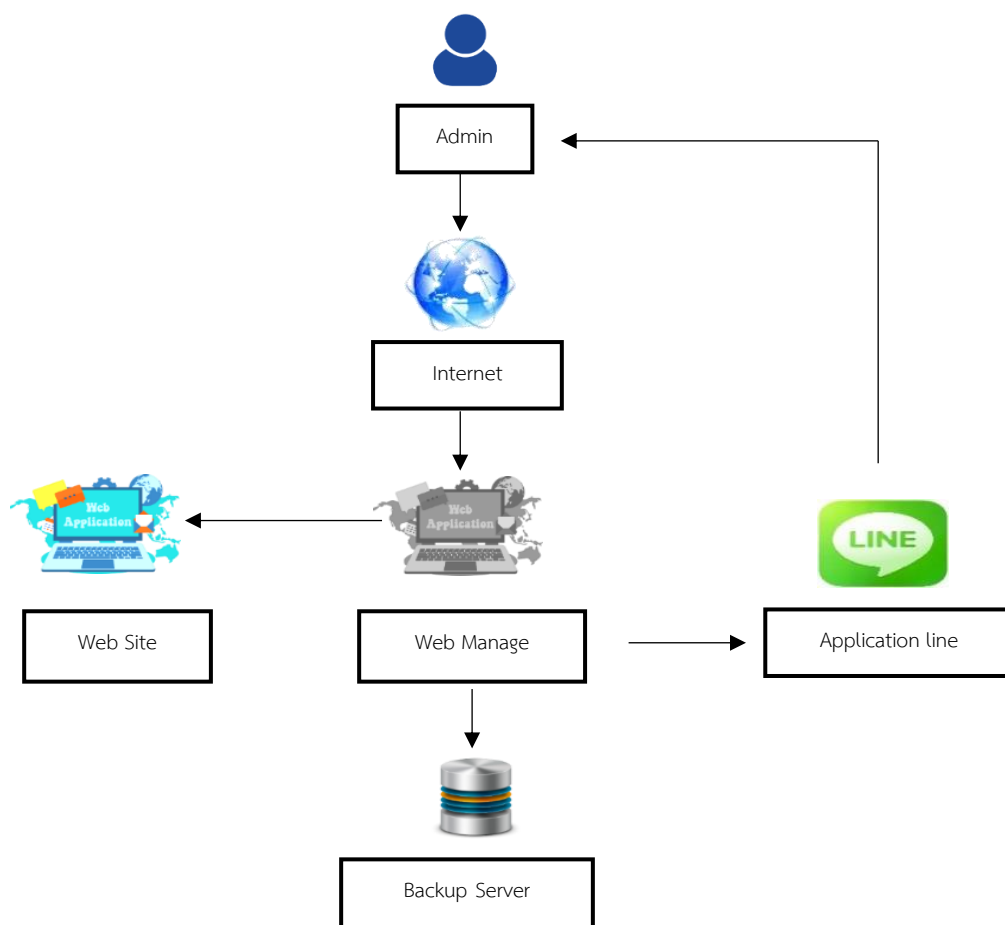 Admin
Internet
Web
Application
Web
Application
LINE
Web Site
Web Manage
Application line
Backup Server